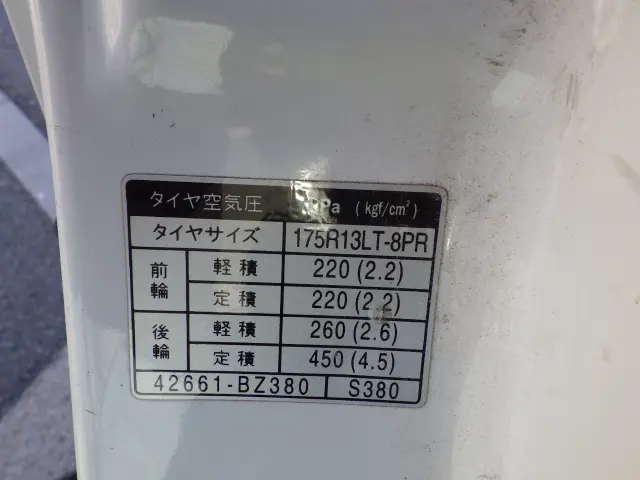 タイヤ空気圧 Pa (kgf/cm²)
タイヤサイズ 175R13LT-8PR
前輪 軽積 220 (2.2)
定積 220 (2.2)
後輪 軽積 260 (2.6)
定積 450 (4.5)
42661-BZ380 S380